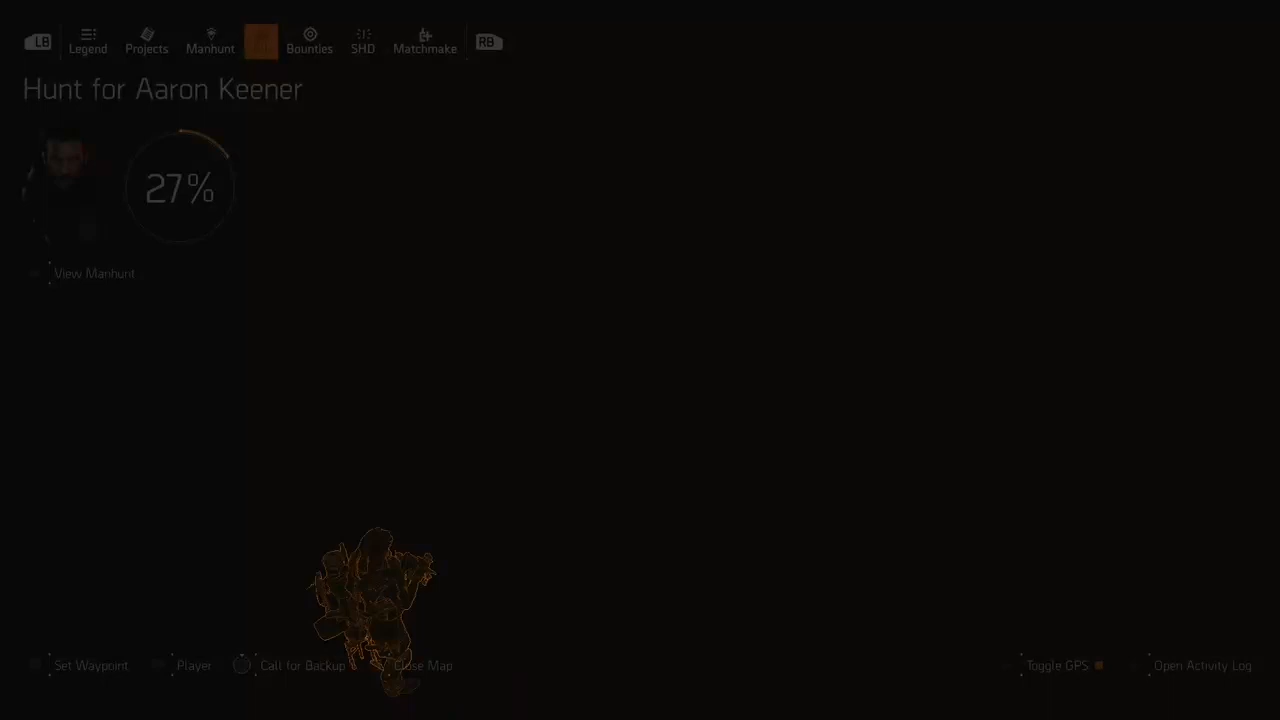 LB Legend Projects Manhunt Bounties SHD Matchmake RB
Hunt for Aaron Keener
27%
View Manhunt
Set Waypoint Player Call for Backup Close Map Toggle GPS Open Activity Log